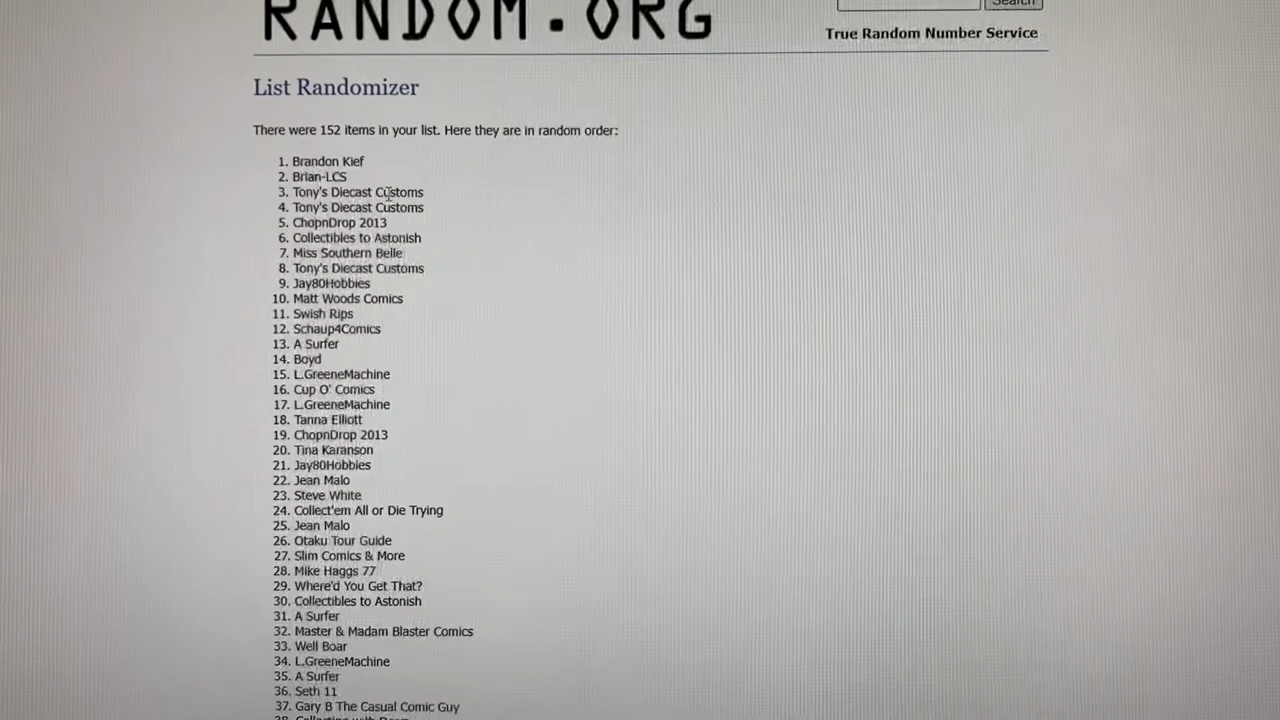 RANDOM.ORG
Search
True Random Number Service
List Randomizer
There were 152 items in your list. Here they are in random order:
1. Brandon Kief
2. Brian-LCS
3. Tony's Diecast Customs
4. Tony's Diecast Customs
5. ChopnDrop 2013
6. Collectibles to Astonish
7. Miss Southern Belle
8. Tony's Diecast Customs
9. Jay80Hobbies
10. Matt Woods Comics
11. Swish Rips
12. Schaup4Comics
13. A Surfer
14. Boyd
15. L.GreeneMachine
16. Cup O' Comics
17. L.GreeneMachine
18. Tanna Elliott
19. ChopnDrop 2013
20. Tina Karanson
21. Jay80Hobbies
22. Jean Malo
23. Steve White
24. Collect'em All or Die Trying
25. Jean Malo
26. Otaku Tour Guide
27. Slim Comics & More
28. Mike Haggs 77
29. Where'd You Get That?
30. Collectibles to Astonish
31. A Surfer
32. Master & Madam Blaster Comics
33. Well Boar
34. L.GreeneMachine
35. A Surfer
36. Seth 11
37. Gary B The Casual Comic Guy
38. Collecting with